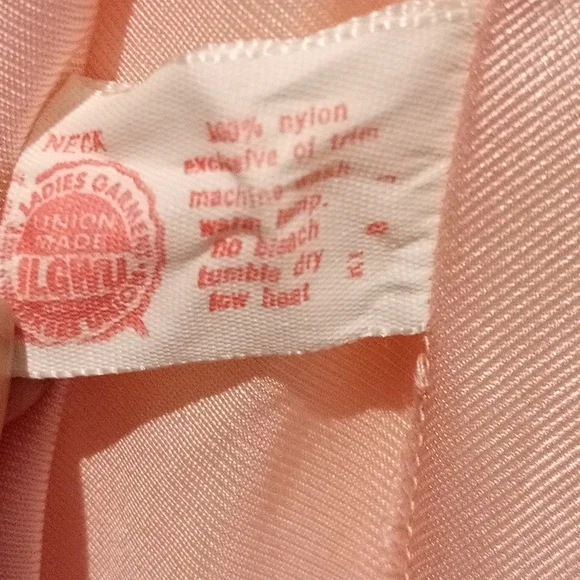 NECK
LADIES GARMENT
UNION
MADE
ILGWU
100% nylon
exclusive of trim
machine wash
warm temp.
no bleach
tumble dry
low heat